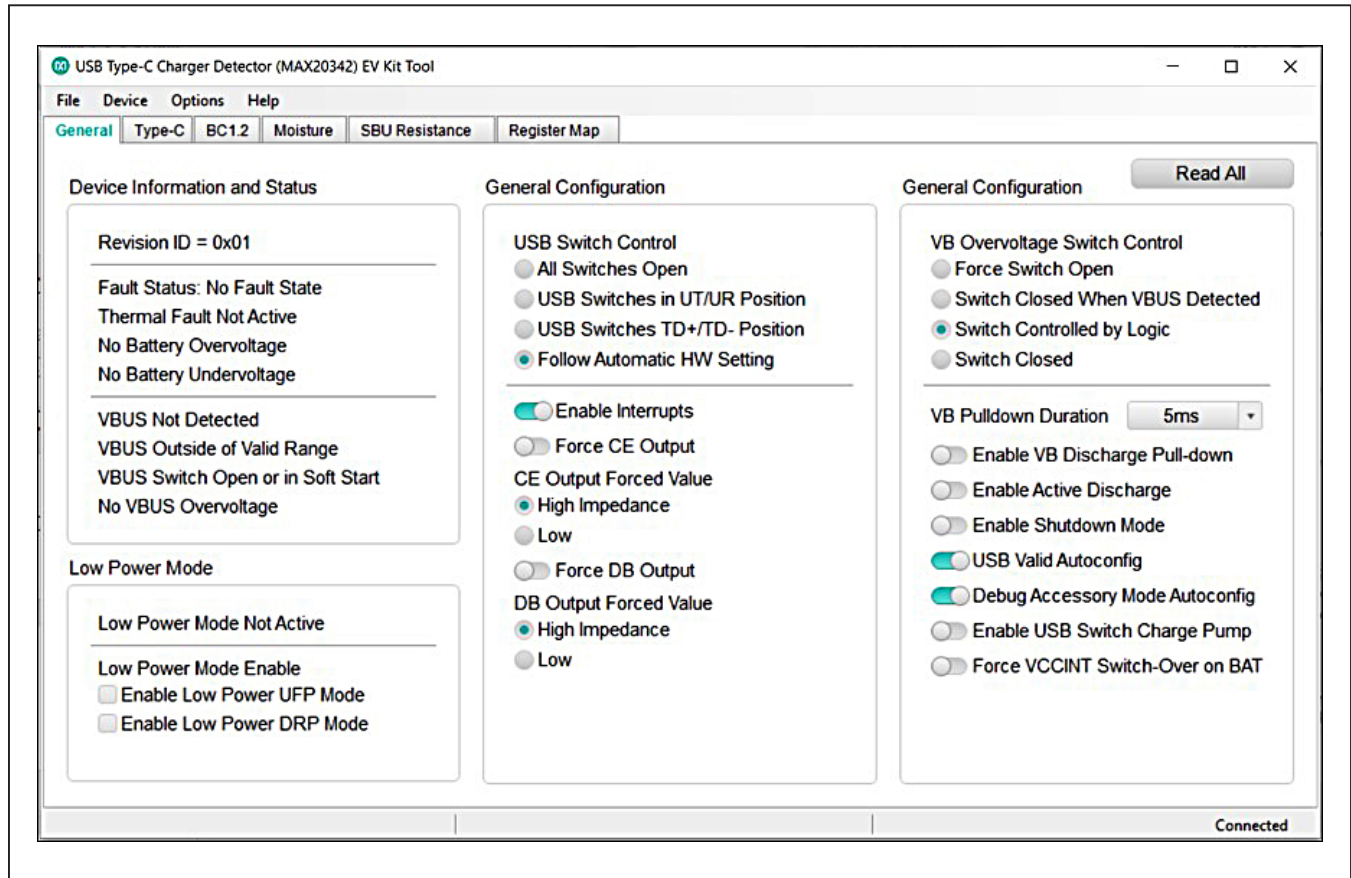 USB Type-C Charger Detector (MAX20342) EV Kit Tool
File Device Options Help
General Type-C BC1.2 Moisture SBU Resistance Register Map
Read All
Device Information and Status
Revision ID = 0x01
Fault Status: No Fault State
Thermal Fault Not Active
No Battery Overvoltage
No Battery Undervoltage
VBUS Not Detected
VBUS Outside of Valid Range
VBUS Switch Open or in Soft Start
No VBUS Overvoltage
Low Power Mode
Low Power Mode Not Active
Low Power Mode Enable
Enable Low Power UFP Mode
Enable Low Power DRP Mode
General Configuration
USB Switch Control
All Switches Open
USB Switches in UT/UR Position
USB Switches TD+/TD- Position
Follow Automatic HW Setting
Enable Interrupts
Force CE Output
CE Output Forced Value
High Impedance
Low
Force DB Output
DB Output Forced Value
High Impedance
Low
General Configuration
VB Overvoltage Switch Control
Force Switch Open
Switch Closed When VBUS Detected
Switch Controlled by Logic
Switch Closed
VB Pulldown Duration 5ms
Enable VB Discharge Pull-down
Enable Active Discharge
Enable Shutdown Mode
USB Valid Autoconfig
Debug Accessory Mode Autoconfig
Enable USB Switch Charge Pump
Force VCCINT Switch-Over on BAT
Connected